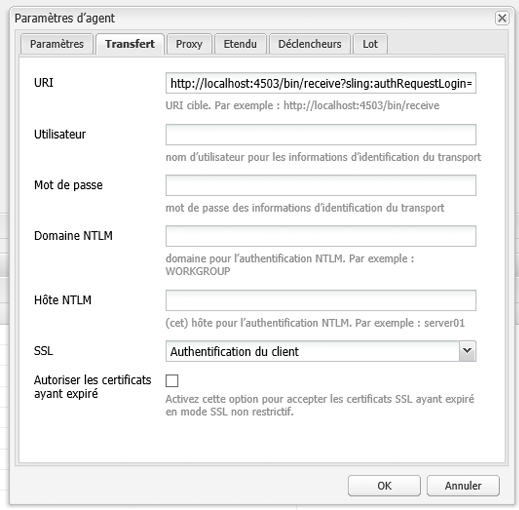 Paramètres d'agent
Paramètres Transfert Proxy Etendu Déclencheurs Lot
URI
http://localhost:4503/bin/receive?sling:authRequestLogin=
URI cible. Par exemple : http://localhost:4503/bin/receive
Utilisateur
nom d'utilisateur pour les informations d'identification du transport
Mot de passe
mot de passe des informations d'identification du transport
Domaine NTLM
domaine pour l'authentification NTLM. Par exemple :
WORKGROUP
Hôte NTLM
(cet) hôte pour l'authentification NTLM. Par exemple : server01
SSL
Authentification du client
Autoriser les certificats
ayant expiré
Activez cette option pour accepter les certificats SSL ayant expiré
en mode SSL non restrictif.
OK Annuler